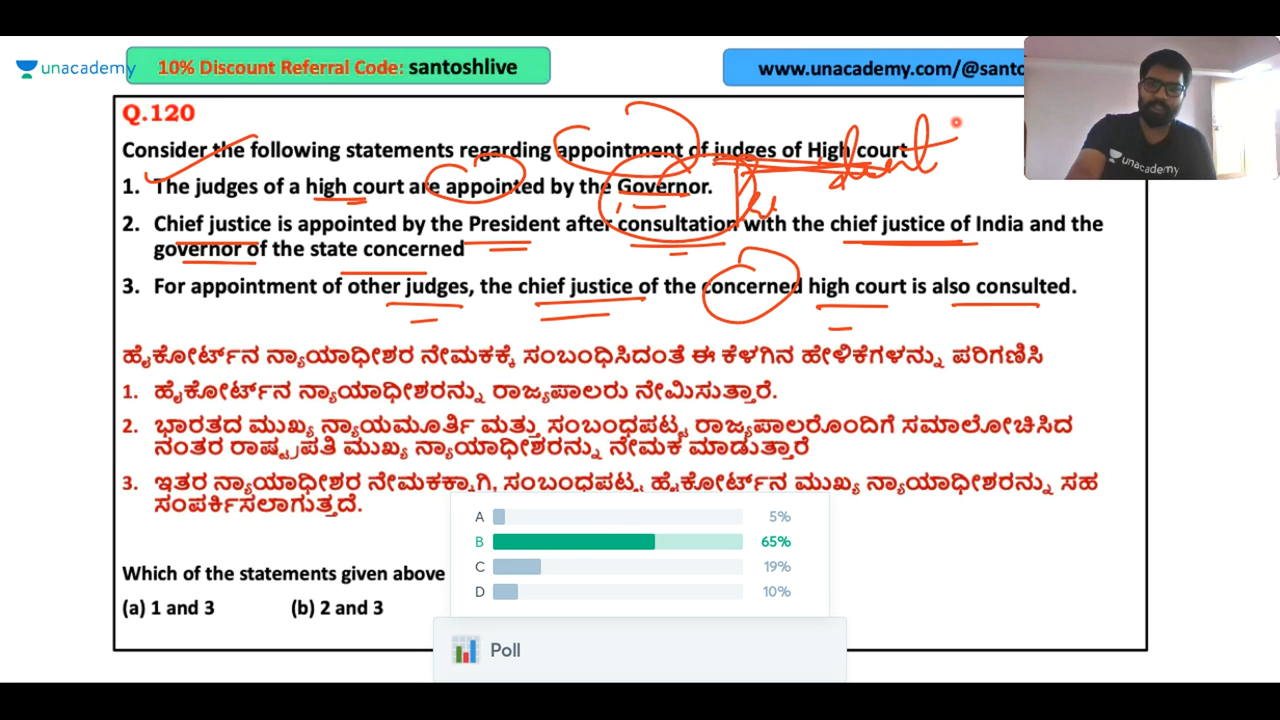 unacademy
10% Discount Referral Code: santoshlive
www.unacademy.com/@santo
unacademy
Q.120
Consider the following statements regarding appointment of judges of High court
1. The judges of a high court are appointed by the Governor.
2. Chief justice is appointed by the President after consultation with the chief justice of India and the
governor of the state concerned
3. For appointment of other judges, the chief justice of the concerned high court is also consulted.
ಹೈಕೋರ್ಟ್‌ನ ನ್ಯಾಯಾಧೀಶರ ನೇಮಕಕ್ಕೆ ಸಂಬಂಧಿಸಿದಂತೆ ಈ ಕೆಳಗಿನ ಹೇಳಿಕೆಗಳನ್ನು ಪರಿಗಣಿಸಿ
1. ಹೈಕೋರ್ಟ್‌ನ ನ್ಯಾಯಾಧೀಶರನ್ನು ರಾಜ್ಯಪಾಲರು ನೇಮಿಸುತ್ತಾರೆ.
2. ಭಾರತದ ಮುಖ್ಯ ನ್ಯಾಯಮೂರ್ತಿ ಮತ್ತು ಸಂಬಂಧಪಟ್ಟ ರಾಜ್ಯಪಾಲರೊಂದಿಗೆ ಸಮಾಲೋಚಿಸಿದ
ನಂತರ ರಾಷ್ಟ್ರಪತಿ ಮುಖ್ಯ ನ್ಯಾಯಾಧೀಶರನ್ನು ನೇಮಕ ಮಾಡುತ್ತಾರೆ
3. ಇತರ ನ್ಯಾಯಾಧೀಶರ ನೇಮಕಕ್ಕಾಗಿ, ಸಂಬಂಧಪಟ್ಟ ಹೈಕೋರ್ಟ್‌ನ ಮುಖ್ಯ ನ್ಯಾಯಾಧೀಶರನ್ನು ಸಹ
ಸಂಪರ್ಕಿಸಲಾಗುತ್ತದೆ.
A 5%
B 65%
C 19%
D 10%
Which of the statements given above
(a) 1 and 3 (b) 2 and 3
Poll